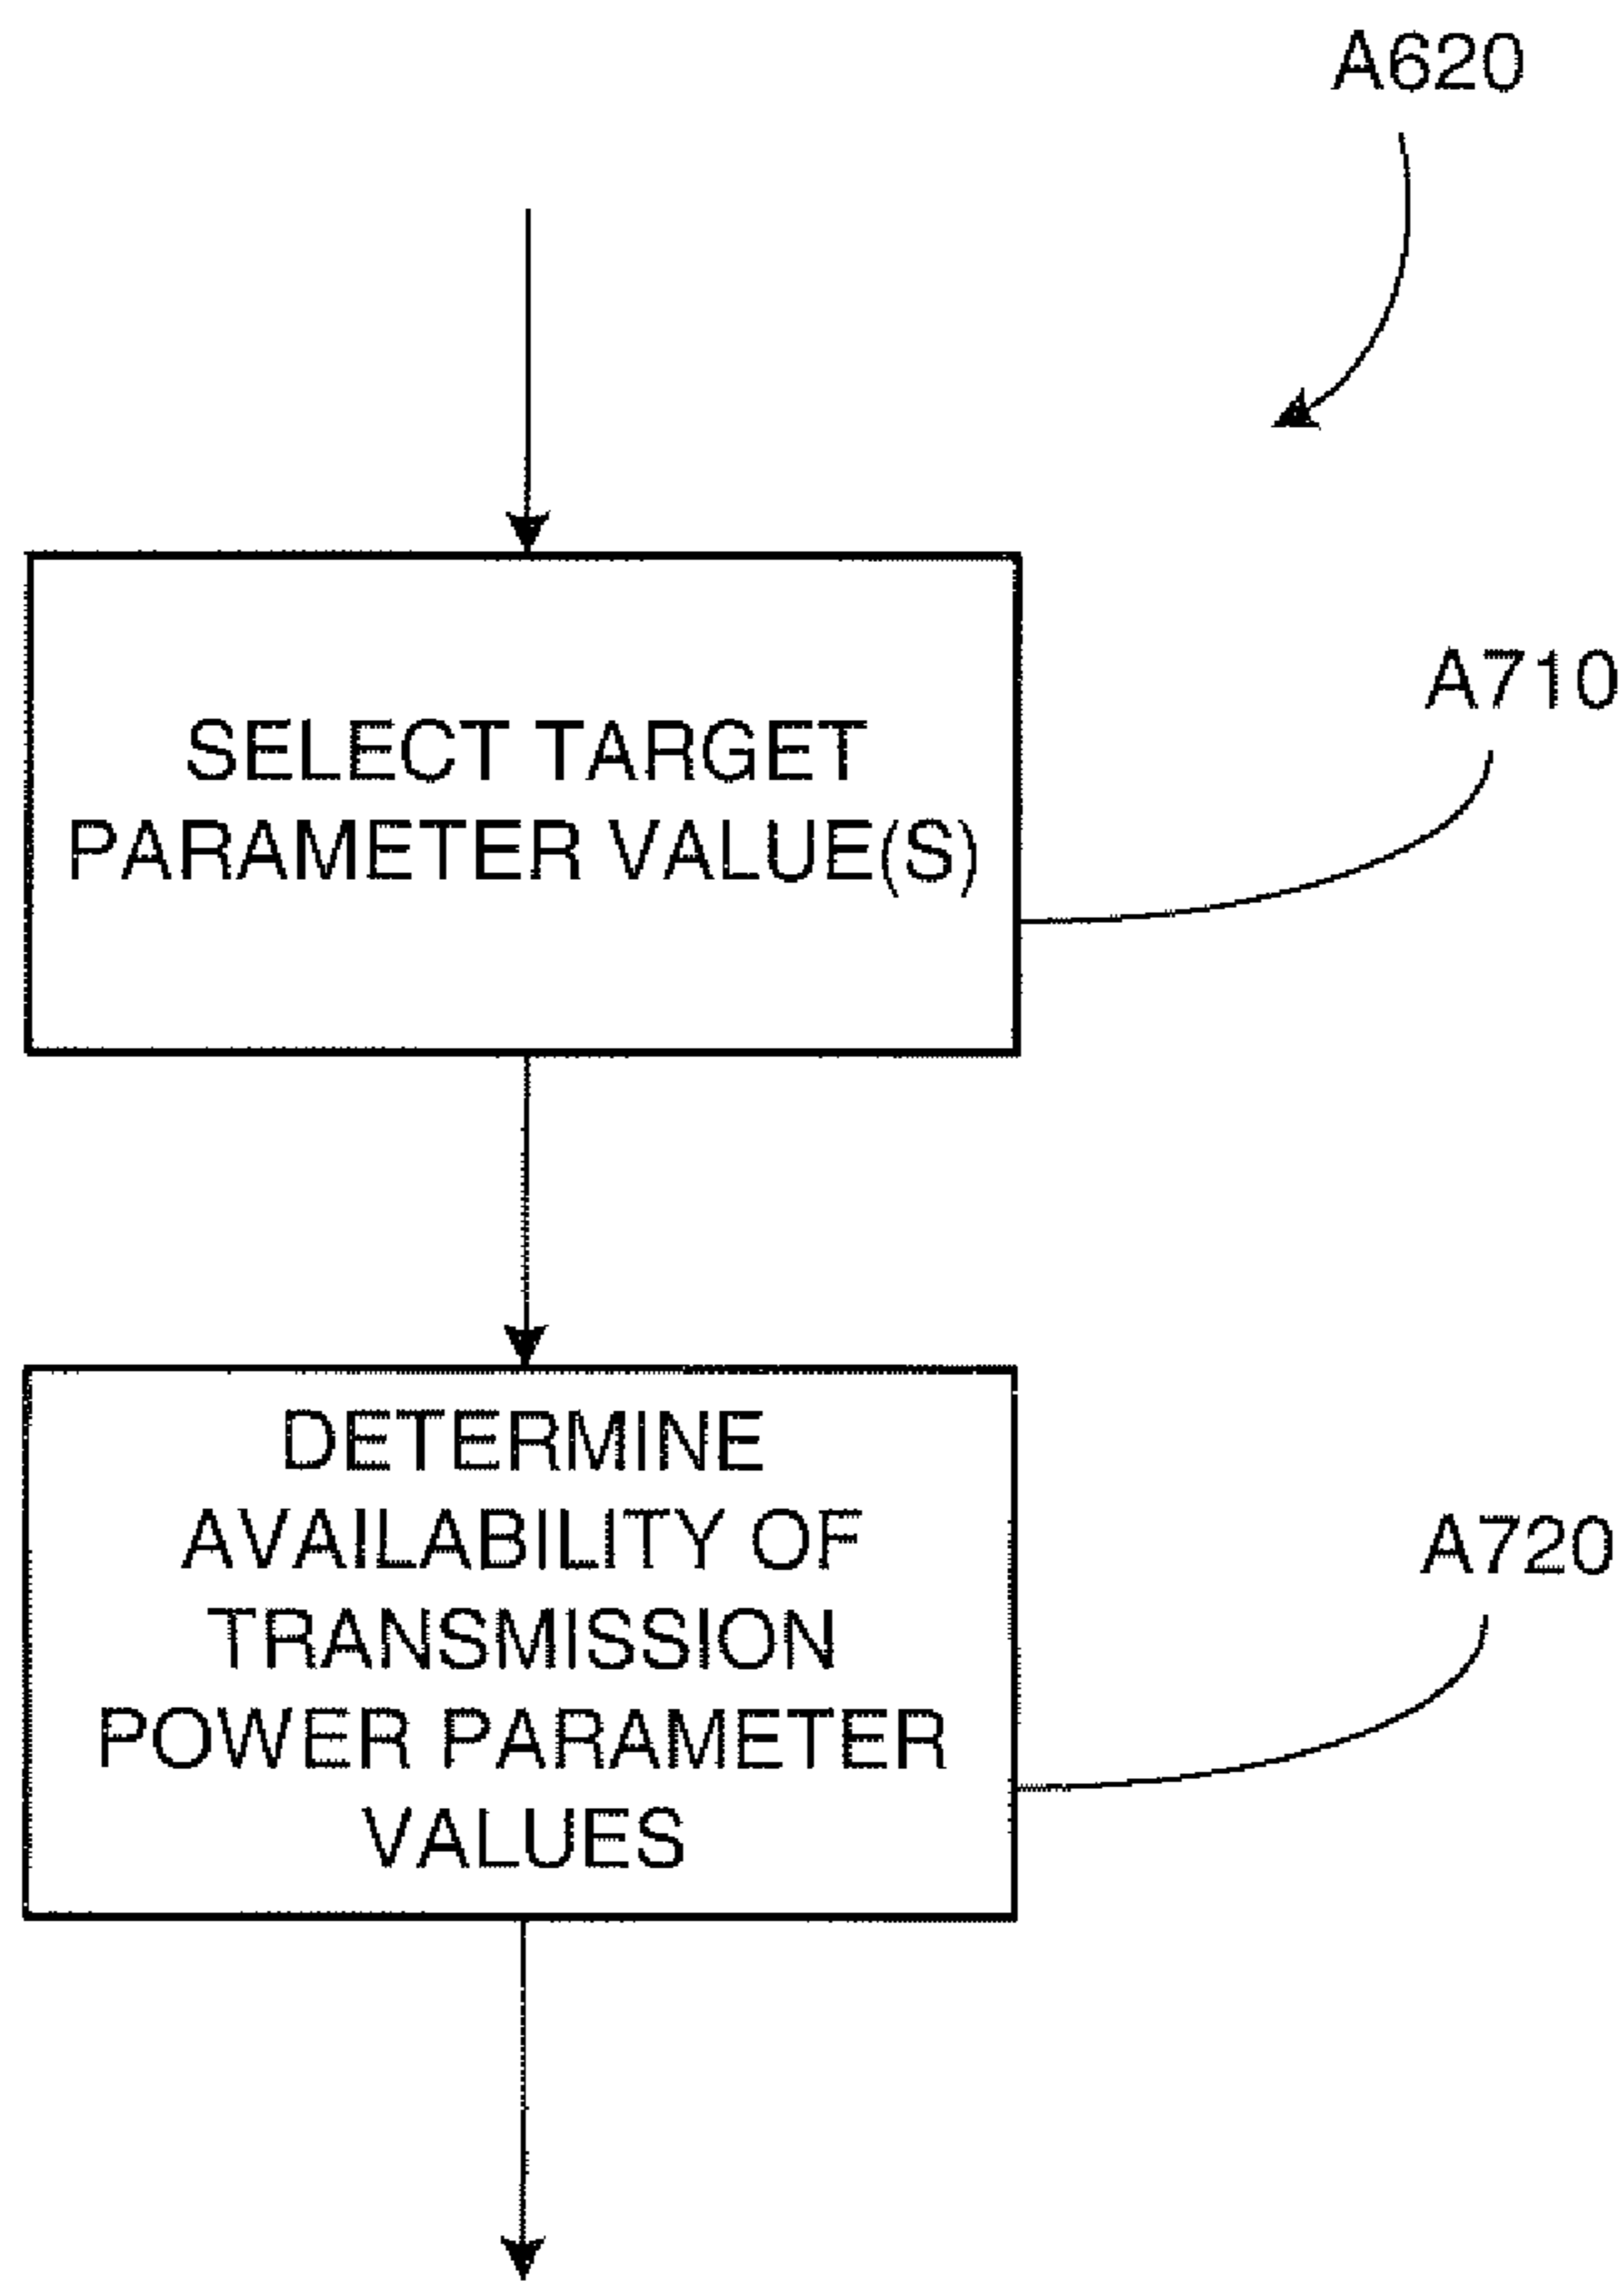 A620
SELECT TARGET
PARAMETER VALUE(S)
A710
DETERMINE
AVAILABILITY OF
TRANSMISSION
POWER PARAMETER
VALUES
A720